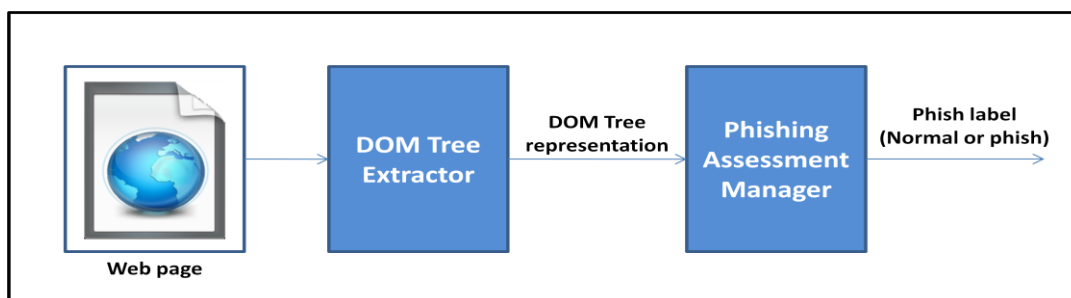 Web page
DOM Tree
Extractor
DOM Tree
representation
Phishing
Assessment
Manager
Phish label
(Normal or phish)